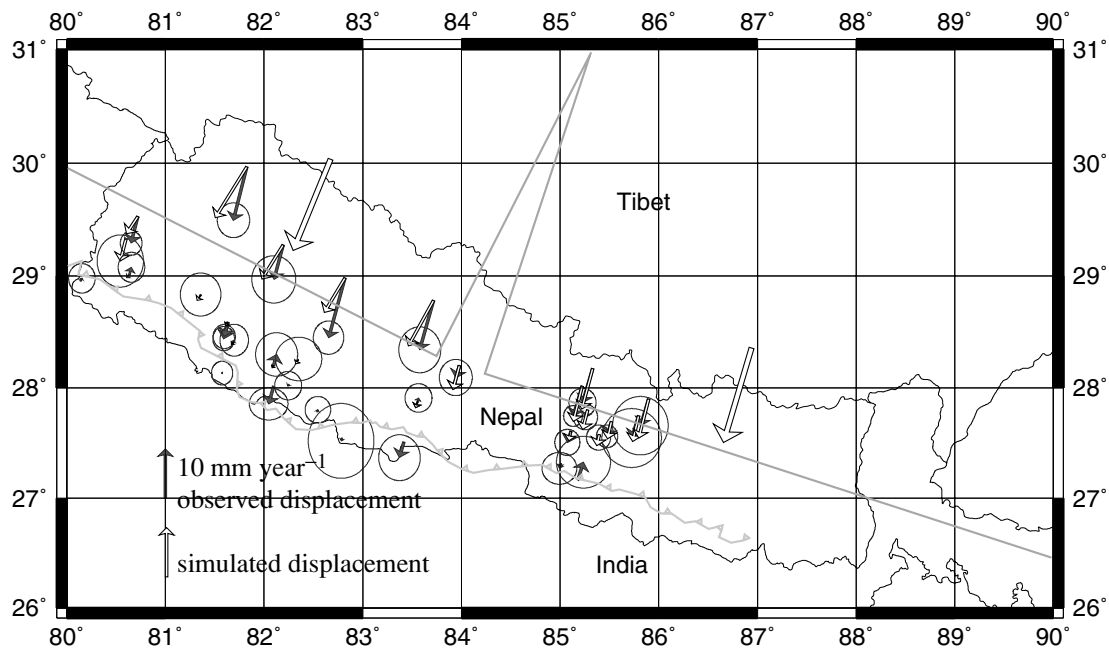 80˚ 81˚ 82˚ 83˚ 84˚ 85˚ 86˚ 87˚ 88˚ 89˚ 90˚
31˚ 31˚
30˚ 30˚
Tibet
29˚ 29˚
28˚ 28˚
Nepal
10 mm year–1
observed displacement
27˚ 27˚
simulated displacement
India
26˚ 26˚
80˚ 81˚ 82˚ 83˚ 84˚ 85˚ 86˚ 87˚ 88˚ 89˚ 90˚